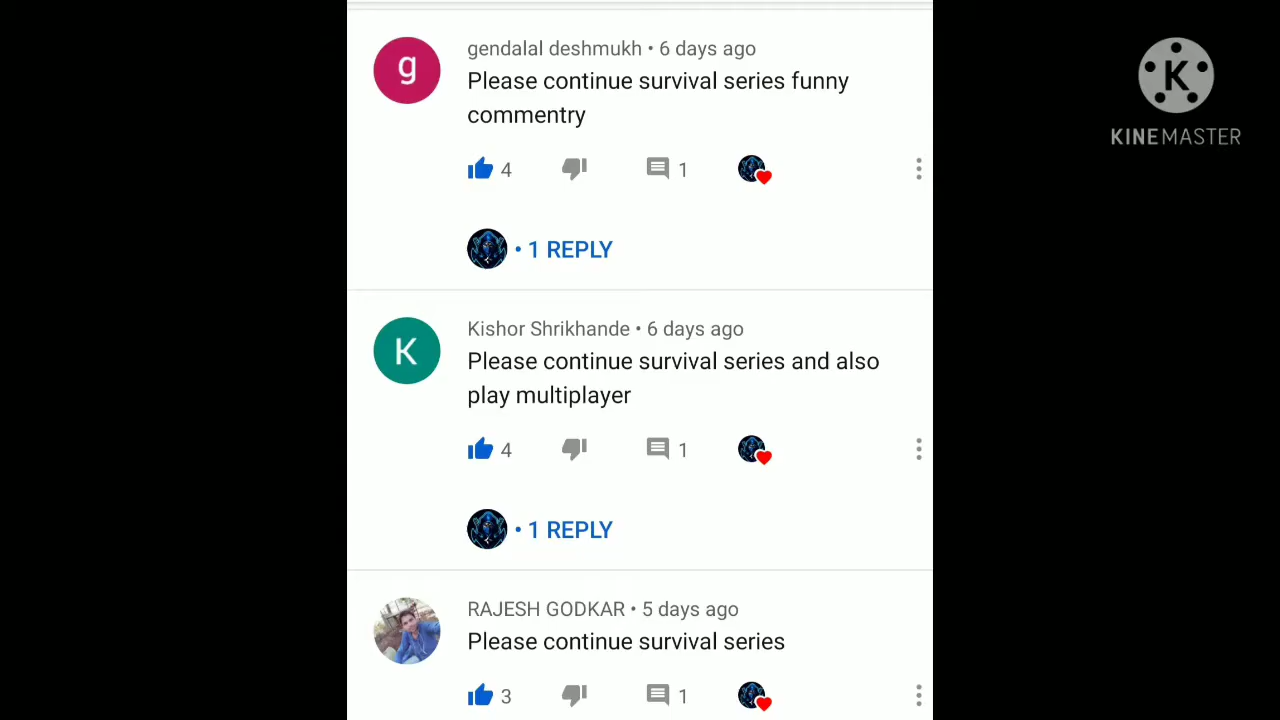 gendalal deshmukh • 6 days ago
Please continue survival series funny
commentry
4 1
• 1 REPLY
Kishor Shrikhande • 6 days ago
Please continue survival series and also
play multiplayer
4 1
• 1 REPLY
RAJESH GODKAR • 5 days ago
Please continue survival series
3 1
g
K
K
KINEMASTER